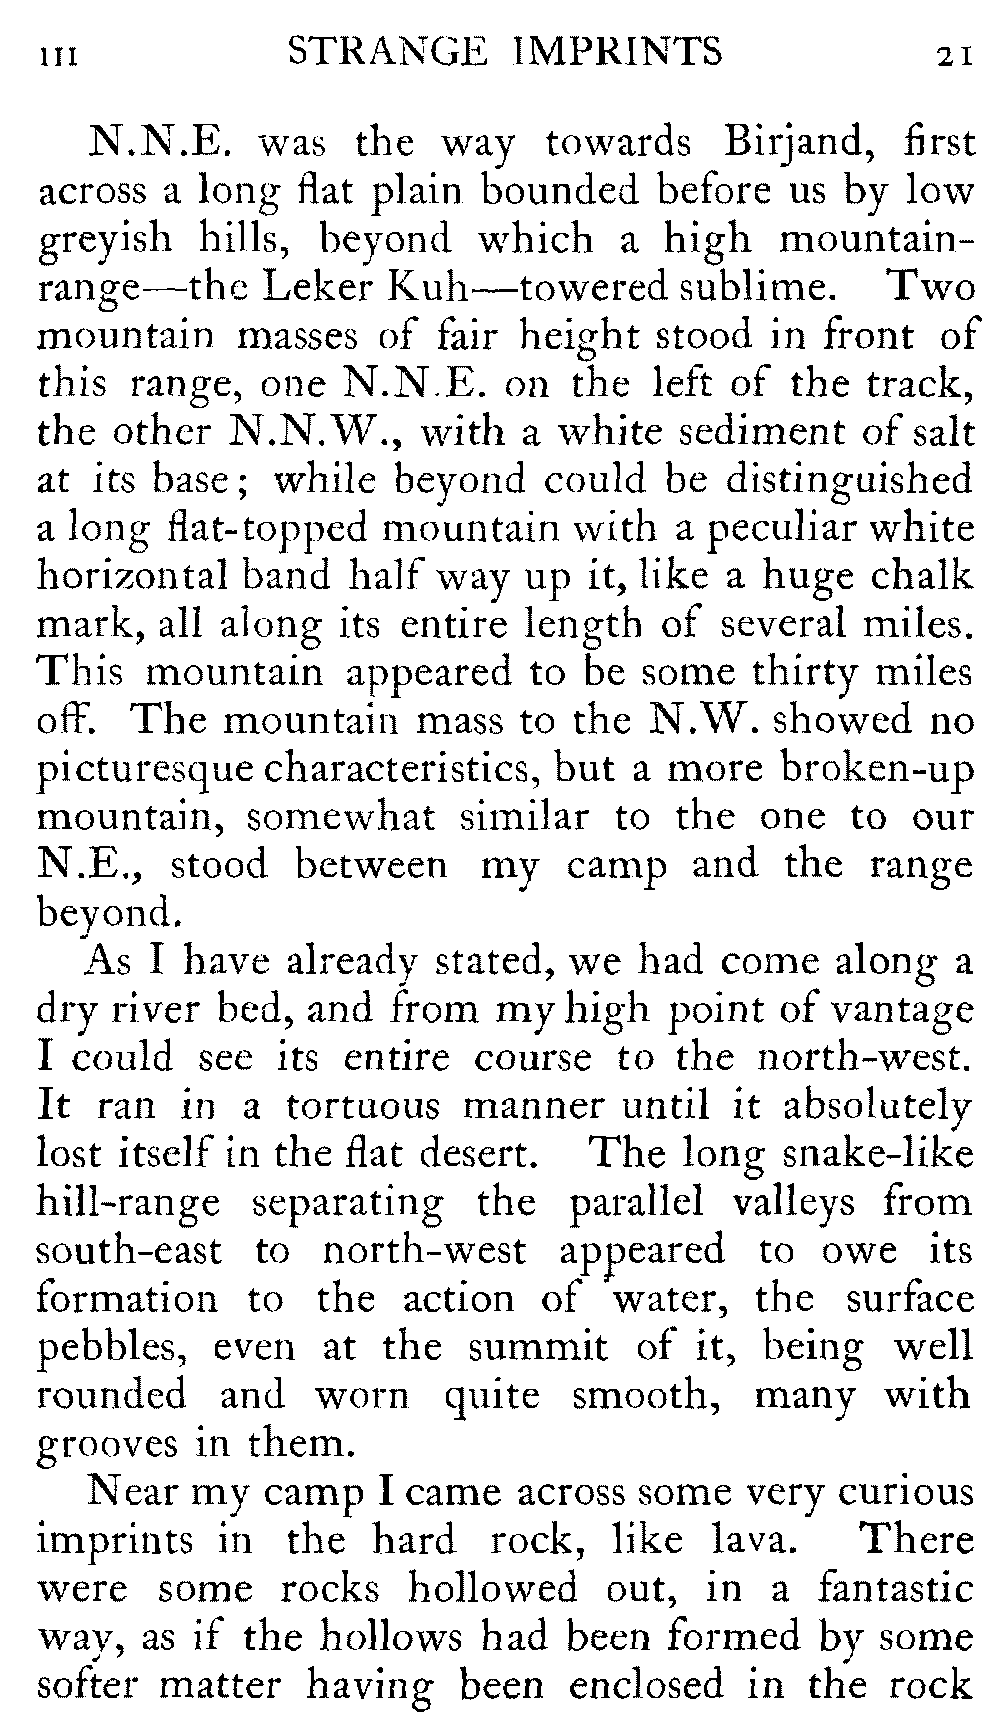 III STRANGE IMPRINTS 21
N.N.E. was the way towards Birjand, first
across a long flat plain bounded before us by low
greyish hills, beyond which a high mountain-
range—the Leker Kuh—towered sublime. Two
mountain masses of fair height stood in front of
this range, one N.N.E. on the left of the track,
the other N.N.W., with a white sediment of salt
at its base; while beyond could be distinguished
a long flat-topped mountain with a peculiar white
horizontal band half way up it, like a huge chalk
mark, all along its entire length of several miles.
This mountain appeared to be some thirty miles
off. The mountain mass to the N.W. showed no
picturesque characteristics, but a more broken-up
mountain, somewhat similar to the one to our
N.E., stood between my camp and the range
beyond.
As I have already stated, we had come along a
dry river bed, and from my high point of vantage
I could see its entire course to the north-west.
It ran in a tortuous manner until it absolutely
lost itself in the flat desert. The long snake-like
hill-range separating the parallel valleys from
south-east to north-west appeared to owe its
formation to the action of water, the surface
pebbles, even at the summit of it, being well
rounded and worn quite smooth, many with
grooves in them.
Near my camp I came across some very curious
imprints in the hard rock, like lava. There
were some rocks hollowed out, in a fantastic
way, as if the hollows had been formed by some
softer matter having been enclosed in the rock